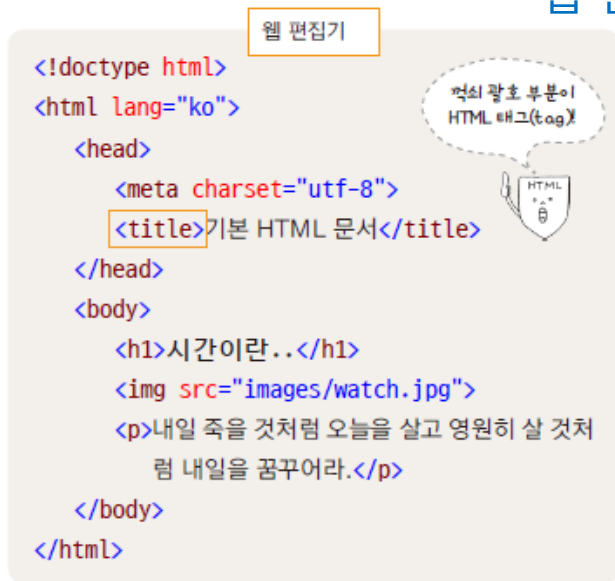 웹 편집기
<!doctype html>
<html lang="ko">
<head>
<meta charset="utf-8">
<title>기본 HTML 문서</title>
</head>
<body>
<h1>시간이란..</h1>
<img src="images/watch.jpg">
<p>내일 죽을 것처럼 오늘을 살고 영원히 살 것처
럼 내일을 꿈꾸어라.</p>
</body>
</html>
꺽쇠 괄호 부분이
HTML 태그(tag)!
HTML